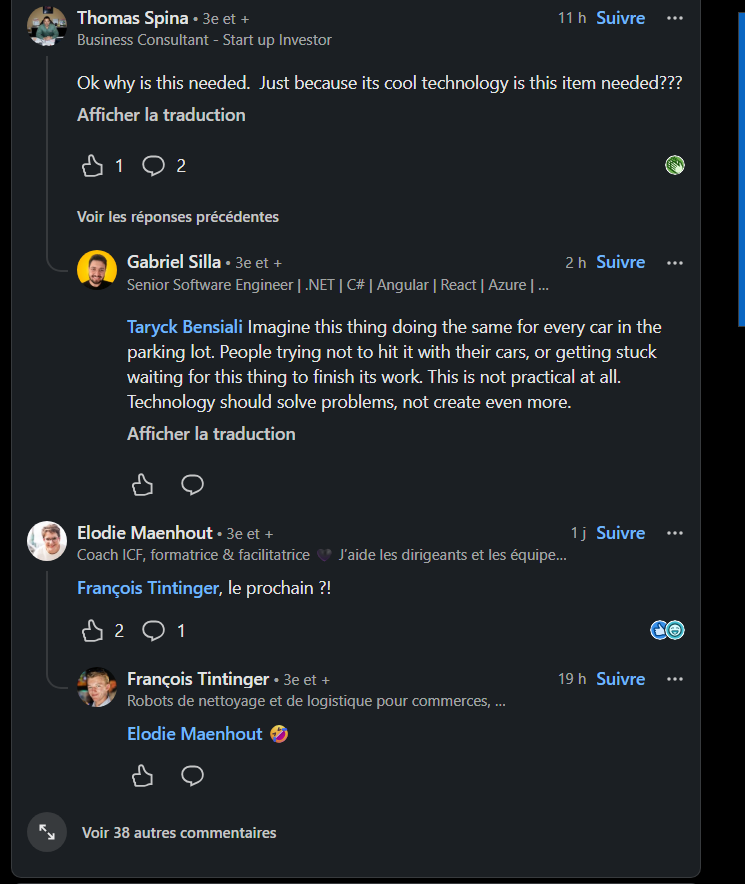 Thomas Spina • 3e et +
11 h Suivre
Business Consultant - Start up Investor
Ok why is this needed.  Just because its cool technology is this item needed???
Afficher la traduction
1
2
Voir les réponses précédentes
Gabriel Silla • 3e et +
2 h Suivre
Senior Software Engineer | .NET | C# | Angular | React | Azure | ...
Taryck Bensiali Imagine this thing doing the same for every car in the
parking lot. People trying not to hit it with their cars, or getting stuck
waiting for this thing to finish its work. This is not practical at all.
Technology should solve problems, not create even more.
Afficher la traduction
Elodie Maenhout • 3e et +
1 j Suivre
Coach ICF, formatrice & facilitatrice 🖤 J’aide les dirigeants et les équipe...
François Tintinger, le prochain ?!
2
1
François Tintinger • 3e et +
19 h Suivre
Robots de nettoyage et de logistique pour commerces, ...
Elodie Maenhout 🤣
Voir 38 autres commentaires